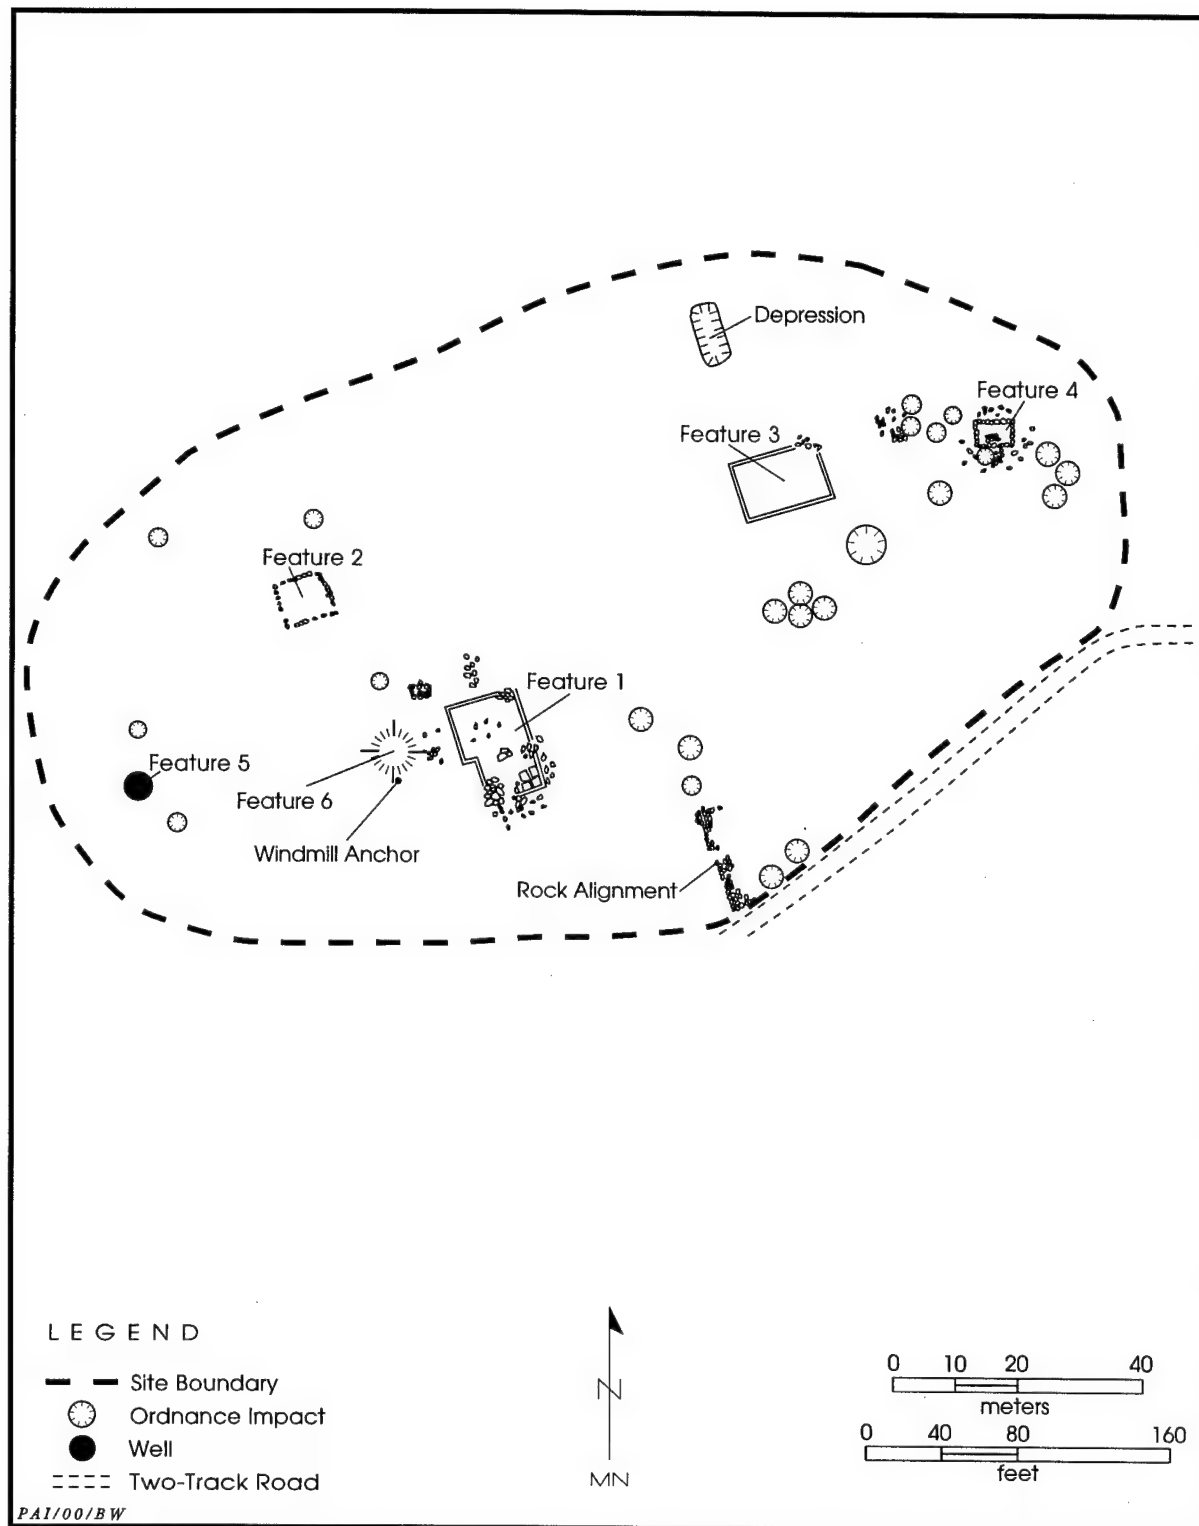 Depression
Feature 4
Feature 3
Feature 2
Feature 1
Feature 5
Feature 6
Windmill Anchor
Rock Alignment
LEGEND
Site Boundary
Ordnance Impact
Well
Two-Track Road
N
MN
0 10 20 40
meters
0 40 80 160
feet
PAI/00/BW